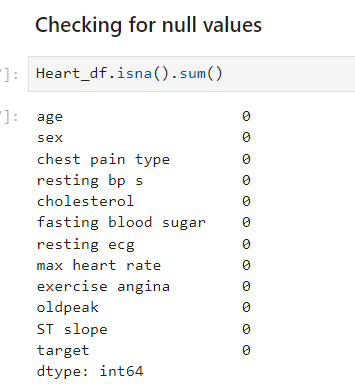 Checking for null values
]: Heart_df.isna().sum()
]: age 0
sex 0
chest pain type 0
resting bp s 0
cholesterol 0
fasting blood sugar 0
resting ecg 0
max heart rate 0
exercise angina 0
oldpeak 0
ST slope 0
target 0
dtype: int64